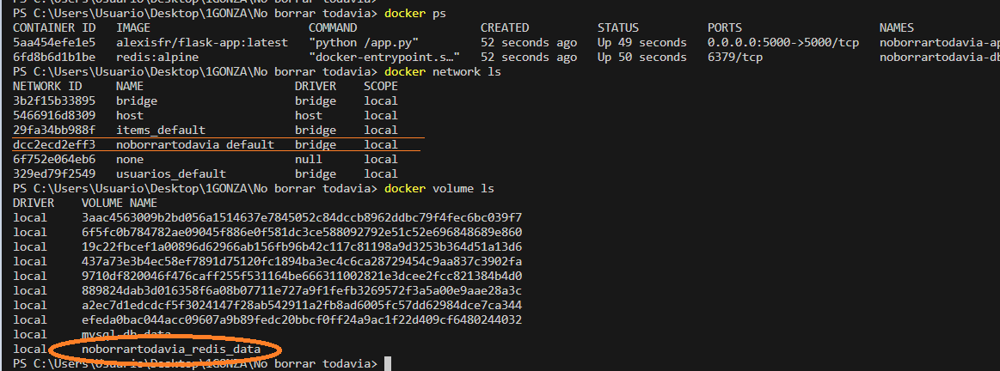 PS C:\Users\Usuario\Desktop\1GONZA\No borrar todavia>
PS C:\Users\Usuario\Desktop\1GONZA\No borrar todavia> docker ps
CONTAINER ID   IMAGE   COMMAND   CREATED   STATUS   PORTS   NAMES
5aa454efe1e5   alexisfr/flask-app:latest   "python /app.py"   52 seconds ago   Up 49 seconds   0.0.0.0:5000->5000/tcp   noborrartodavia-ap
6fd8b6d1b1be   redis:alpine   "docker-entrypoint.s…"   52 seconds ago   Up 50 seconds   6379/tcp   noborrartodavia-db
PS C:\Users\Usuario\Desktop\1GONZA\No borrar todavia> docker network ls
NETWORK ID   NAME   DRIVER   SCOPE
3b2f15b33895   bridge   bridge   local
5466916d8309   host   host   local
29fa34bb988f   items_default   bridge   local
dcc2ecd2eff3   noborrartodavia_default   bridge   local
6f752e064eb6   none   null   local
329ed79f2549   usuarios_default   bridge   local
PS C:\Users\Usuario\Desktop\1GONZA\No borrar todavia> docker volume ls
DRIVER   VOLUME NAME
local   3aac4563009b2bd056a1514637e7845052c84dccb8962ddbc79f4fec6bc039f7
local   6f5fc0b784782ae09045f886e0f581dc3ce588092792e51c52e696848689e860
local   19c22fbcef1a00896d62966ab156fb96b42c117c81198a9d3253b364d51a13d6
local   437a73e3b4ec58ef7891d75120fc1894ba3ec4c6ca28729454c9aa837c3902fa
local   9710df820046f476caff255f531164be666311002821e3dcee2fcc821384b4d0
local   889824dab3d016358f6a08b07711e727a9f1fefb3269572f3a5a00e9aae28a3c
local   a2ec7d1edcdcf5f3024147f28ab542911a2fb8ad6005fc57dd62984dce7ca344
local   efeda0bac044acc09607a9b89fedc20bbcf0ff24a9ac1f22d409cf6480244032
local   mysql-db-data
local   noborrartodavia_redis_data
PS C:\Users\Usuario\Desktop\1GONZA\No borrar todavia>